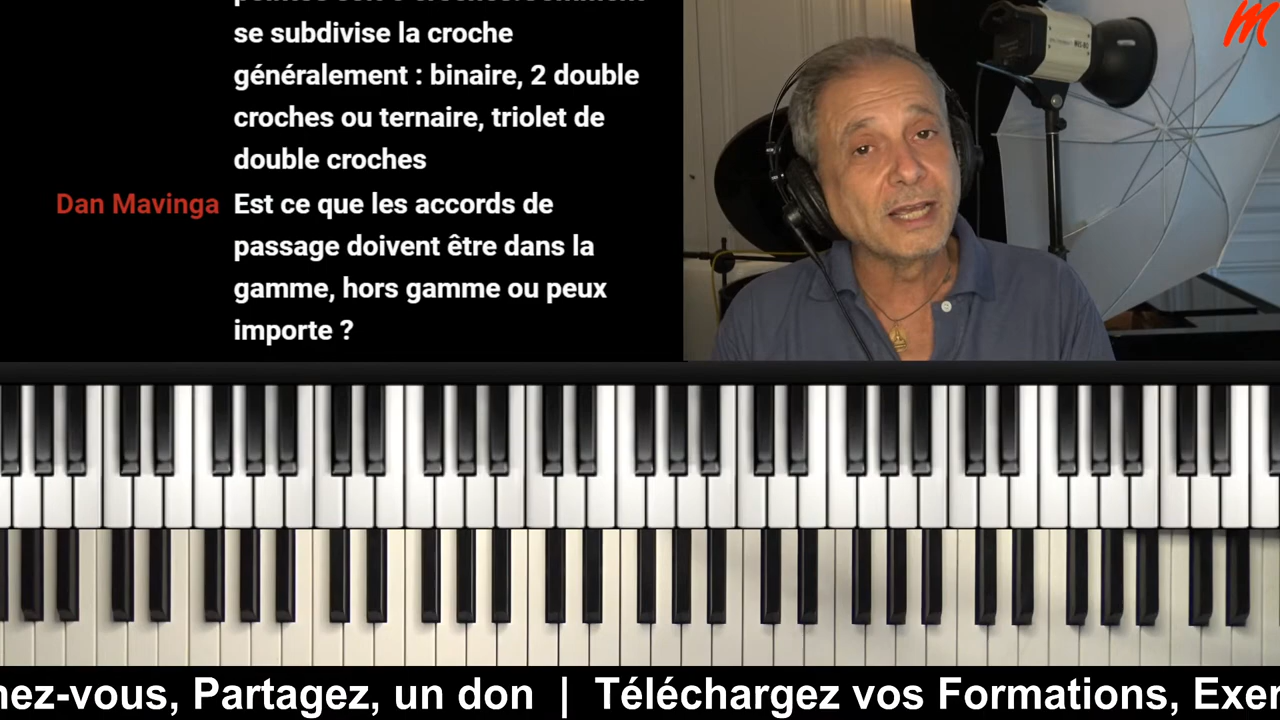 se subdivise la croche
généralement : binaire, 2 double
croches ou ternaire, triolet de
double croches
Dan Mavinga Est ce que les accords de
passage doivent être dans la
gamme, hors gamme ou peux
importe ?
nez-vous, Partagez, un don | Téléchargez vos Formations, Exer